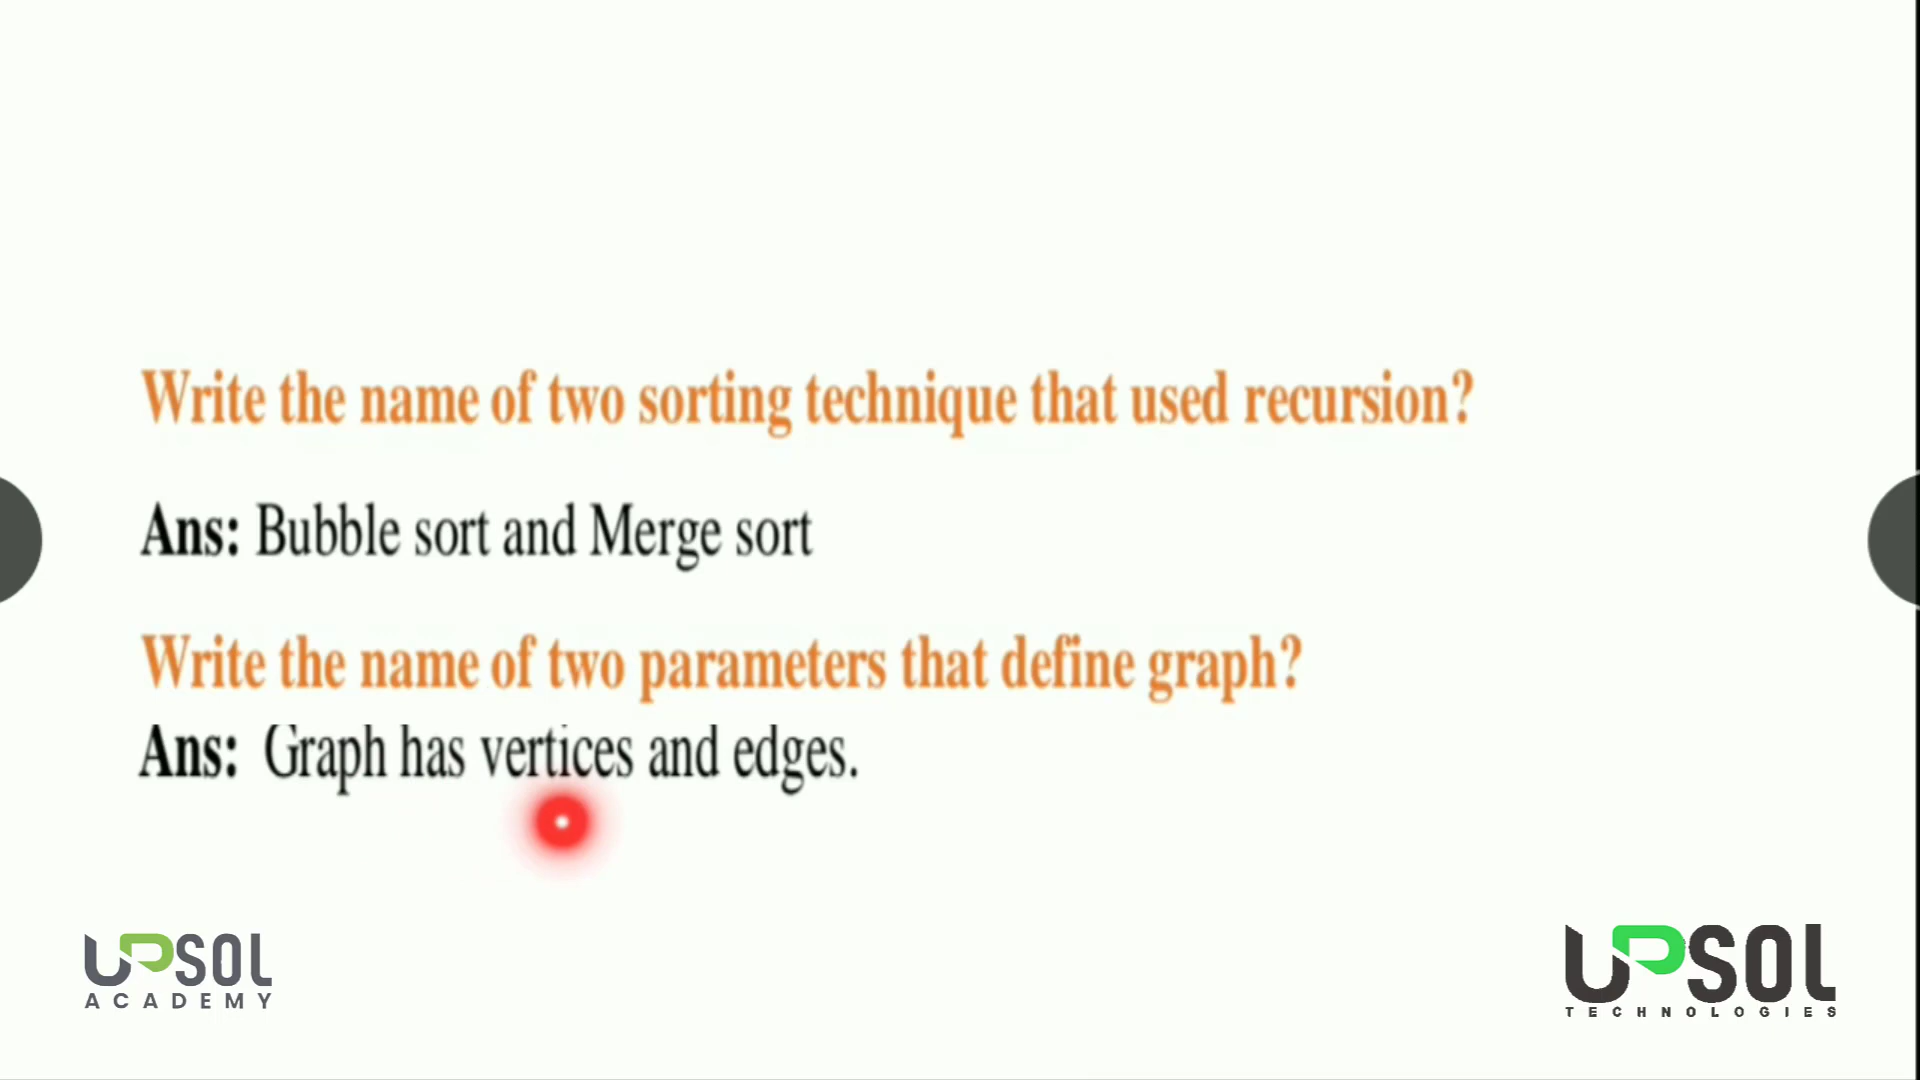 Write the name of two sorting technique that used recursion?
Ans: Bubble sort and Merge sort
Write the name of two parameters that define graph?
Ans: Graph has vertices and edges.
UPSOL
ACADEMY
UPSOL
TECHNOLOGIES